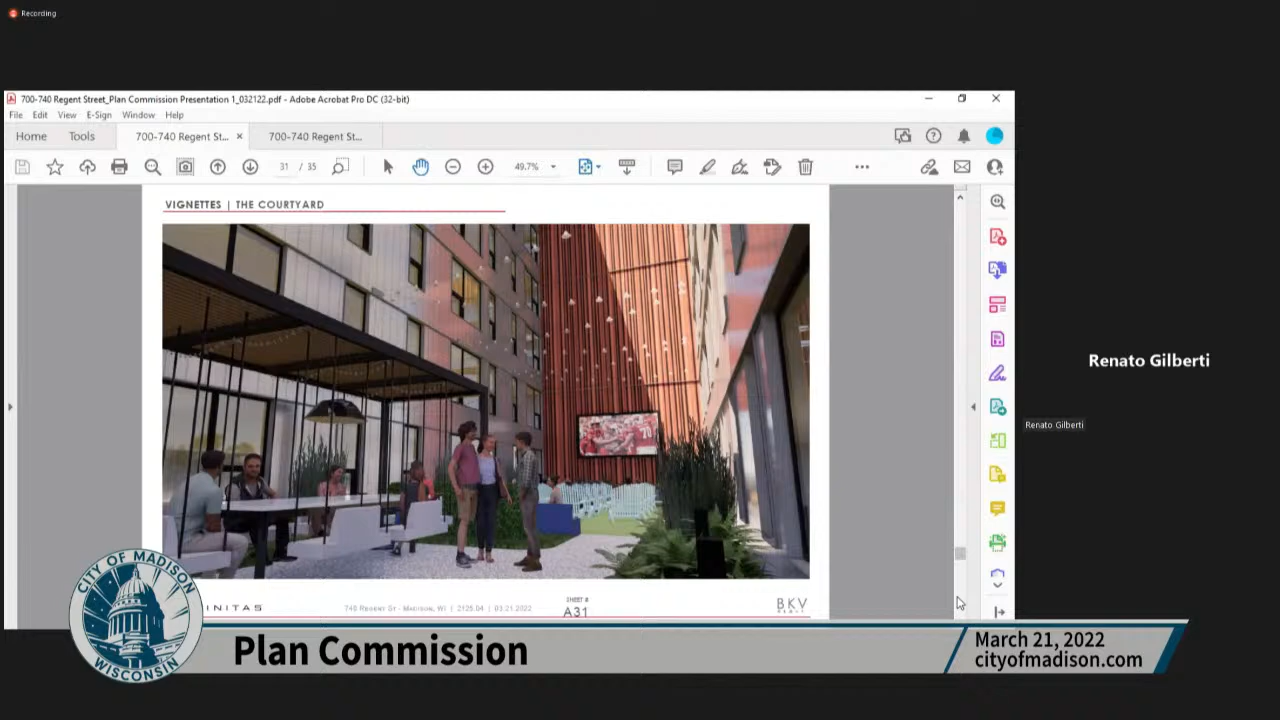 Recording
700-740 Regent Street_Plan Commission Presentation 1_032122.pdf - Adobe Acrobat Pro DC (32-bit)
File Edit View E-Sign Window Help
Home Tools 700-740 Regent St... × 700-740 Regent St...
31 / 35 49.7%
VIGNETTES | THE COURTYARD
Renato Gilberti
Renato Gilberti
INITAS 740 REGENT ST - MADISON, WI | 2125.04 | 03.21.2022 SHEET #
A31
BKV
CITY OF MADISON
WISCONSIN
Plan Commission
March 21, 2022
cityofmadison.com